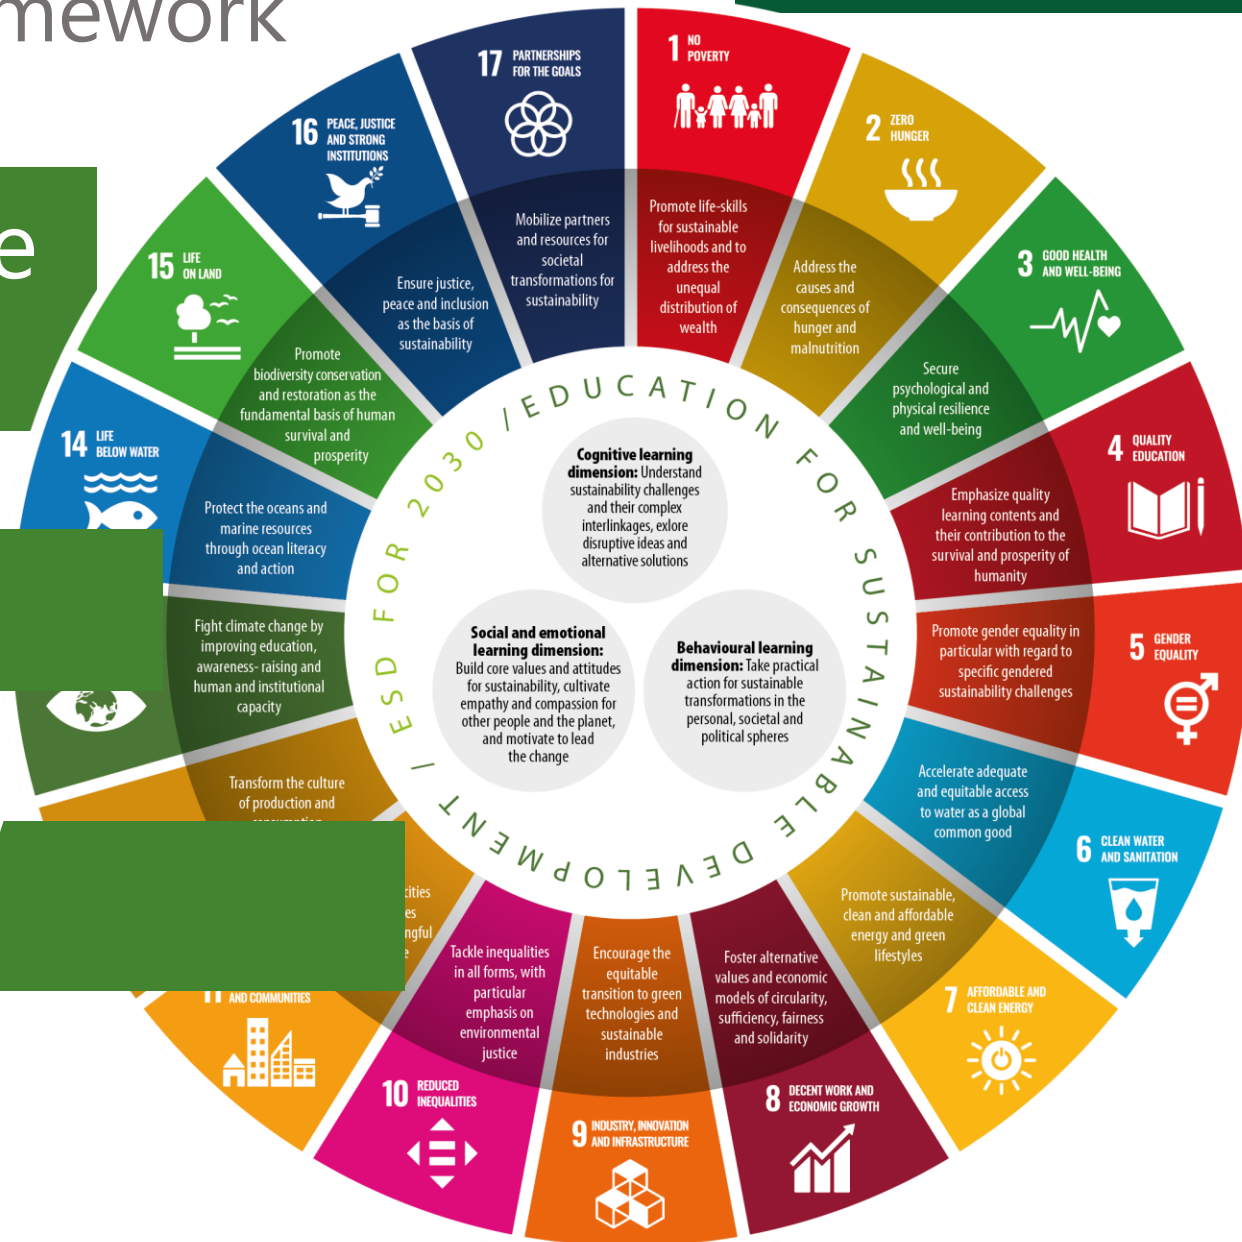 mework
e
17 PARTNERSHIPS
FOR THE GOALS
Mobilize partners
and resources for
societal
transformations for
sustainability
1 NO
POVERTY
Promote life-skills
for sustainable
livelihoods and to
address the
unequal
distribution of
wealth
2 ZERO
HUNGER
Address the
causes and
consequences of
hunger and
malnutrition
3 GOOD HEALTH
AND WELL-BEING
Secure
psychological and
physical resilience
and well-being
4 QUALITY
EDUCATION
Emphasize quality
learning contents and
their contribution to the
survival and prosperity of
humanity
5 GENDER
EQUALITY
Promote gender equality in
particular with regard to
specific gendered
sustainability challenges
6 CLEAN WATER
AND SANITATION
Accelerate adequate
and equitable access
to water as a global
common good
7 AFFORDABLE AND
CLEAN ENERGY
Promote sustainable,
clean and affordable
energy and green
lifestyles
8 DECENT WORK AND
ECONOMIC GROWTH
Foster alternative
values and economic
models of circularity,
sufficiency, fairness
and solidarity
9 INDUSTRY, INNOVATION
AND INFRASTRUCTURE
Encourage the
equitable
transition to green
technologies and
sustainable
industries
10 REDUCED
INEQUALITIES
Tackle inequalities
in all forms, with
particular
emphasis on
environmental
justice
AND COMMUNITIES
cities
es
ngful
e
Transform the culture
of production and
Fight climate change by
improving education,
awareness- raising and
human and institutional
capacity
14 LIFE
BELOW WATER
Protect the oceans and
marine resources
through ocean literacy
and action
15 LIFE
ON LAND
Promote
biodiversity conservation
and restoration as the
fundamental basis of human
survival and
prosperity
16 PEACE, JUSTICE
AND STRONG
INSTITUTIONS
Ensure justice,
peace and inclusion
as the basis of
sustainability
ESD FOR 2030 / EDUCATION FOR SUSTAINABLE DEVELOPMENT /
Cognitive learning
dimension: Understand
sustainability challenges
and their complex
interlinkages, exlore
disruptive ideas and
alternative solutions
Social and emotional
learning dimension:
Build core values and attitudes
for sustainability, cultivate
empathy and compassion for
other people and the planet,
and motivate to lead
the change
Behavioural learning
dimension: Take practical
action for sustainable
transformations in the
personal, societal and
political spheres